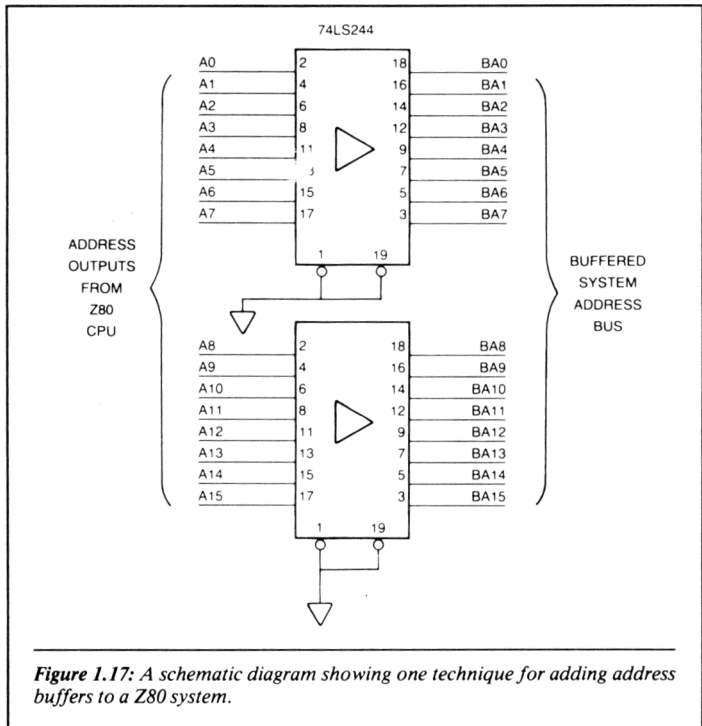 74LS244
A0 2 18 BA0
A1 4 16 BA1
A2 6 14 BA2
A3 8 12 BA3
A4 11 9 BA4
A5 3 7 BA5
A6 15 5 BA6
A7 17 3 BA7
1 19
ADDRESS
OUTPUTS
FROM
Z80
CPU
BUFFERED
SYSTEM
ADDRESS
BUS
A8 2 18 BA8
A9 4 16 BA9
A10 6 14 BA10
A11 8 12 BA11
A12 11 9 BA12
A13 13 7 BA13
A14 15 5 BA14
A15 17 3 BA15
1 19
Figure 1.17: A schematic diagram showing one technique for adding address
buffers to a Z80 system.